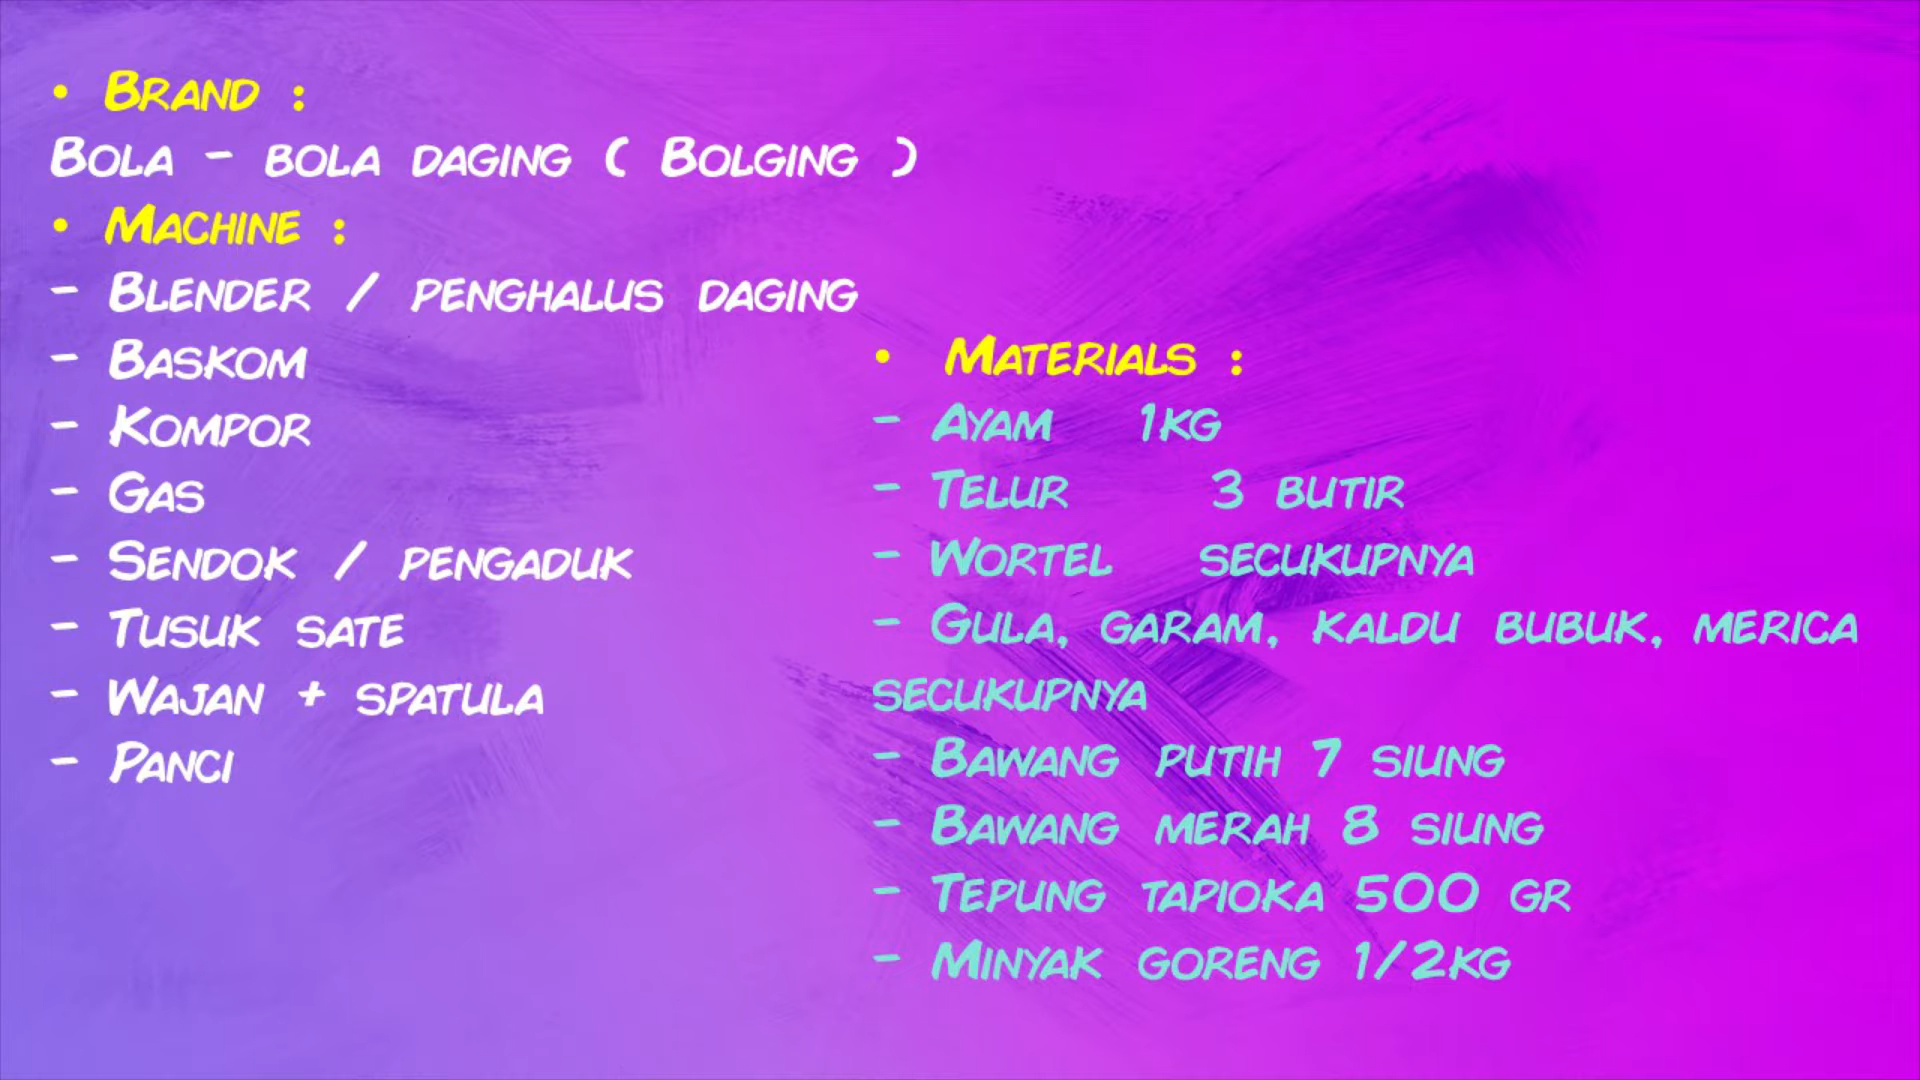 • Brand :
Bola - bola daging ( Bolging )
• Machine :
- Blender / penghalus daging
- Baskom
- Kompor
- Gas
- Sendok / pengaduk
- Tusuk sate
- Wajan + spatula
- Panci
• Materials :
- Ayam 1kg
- Telur 3 butir
- Wortel secukupnya
- Gula, garam, kaldu bubuk, merica
secukupnya
- Bawang putih 7 siung
- Bawang merah 8 siung
- Tepung tapioka 500 gr
- Minyak goreng 1/2kg